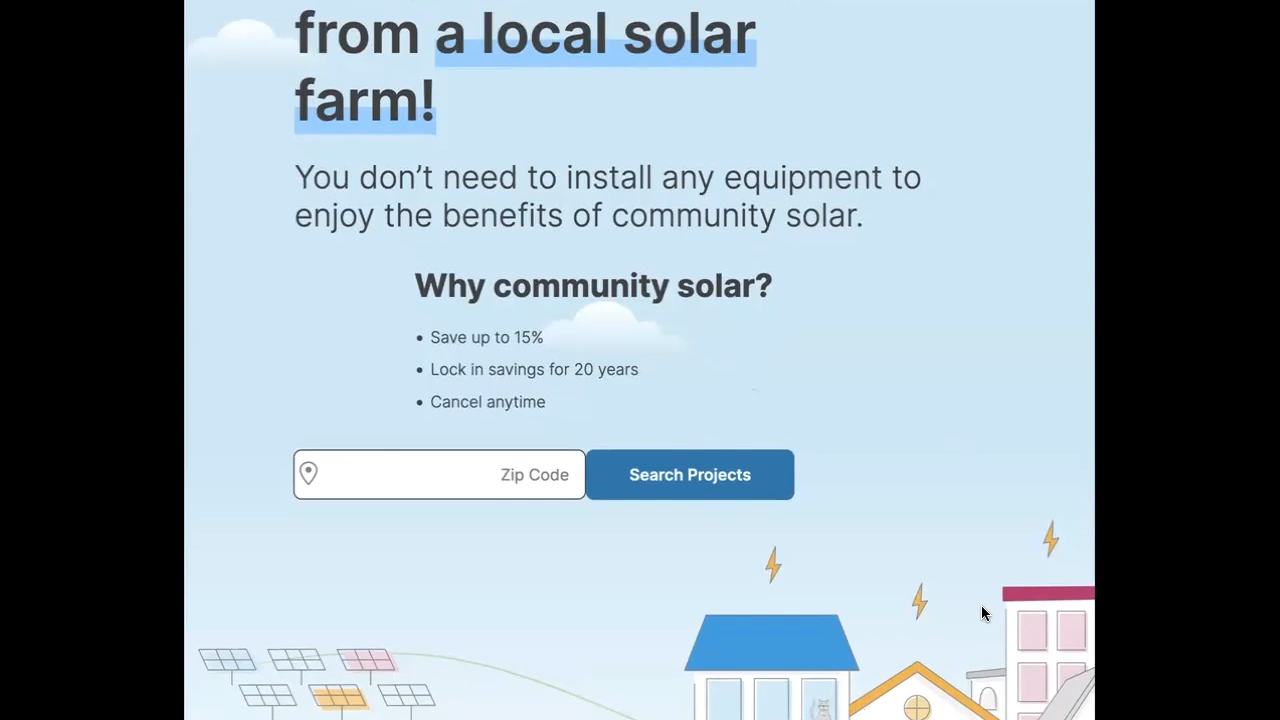 from a local solar
farm!
You don’t need to install any equipment to
enjoy the benefits of community solar.
Why community solar?
• Save up to 15%
• Lock in savings for 20 years
• Cancel anytime
Zip Code
Search Projects